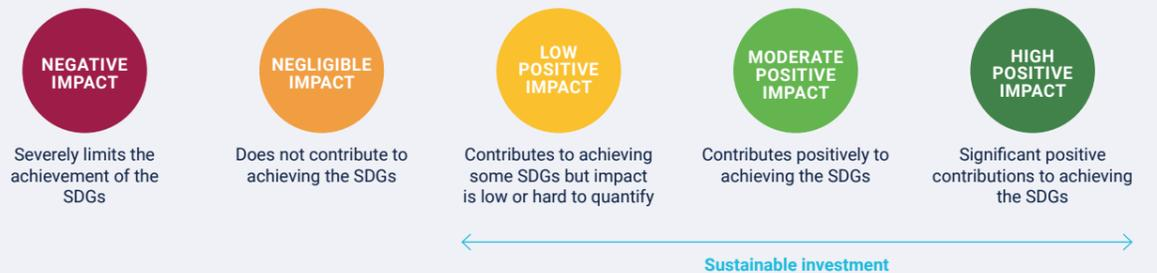 NEGATIVE
IMPACT
Severely limits the
achievement of the
SDGs
NEGLIGIBLE
IMPACT
Does not contribute to
achieving the SDGs
LOW
POSITIVE
IMPACT
Contributes to achieving
some SDGs but impact
is low or hard to quantify
MODERATE
POSITIVE
IMPACT
Contributes positively to
achieving the SDGs
HIGH
POSITIVE
IMPACT
Significant positive
contributions to achieving
the SDGs
Sustainable investment